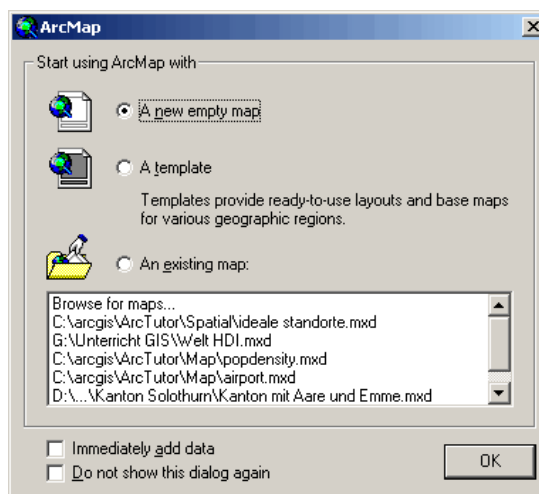 ArcMap
Start using ArcMap with
A new empty map
A template
Templates provide ready-to-use layouts and base maps
for various geographic regions.
An existing map:
Browse for maps...
C:\arcgis\ArcTutor\Spatial\ideale standorte.mxd
G:\Unterricht GIS\Welt HDI.mxd
C:\arcgis\ArcTutor\Map\popdensity.mxd
C:\arcgis\ArcTutor\Map\airport.mxd
D:\...\Kanton Solothurn\Kanton mit Aare und Emme.mxd
Immediately add data
Do not show this dialog again
OK